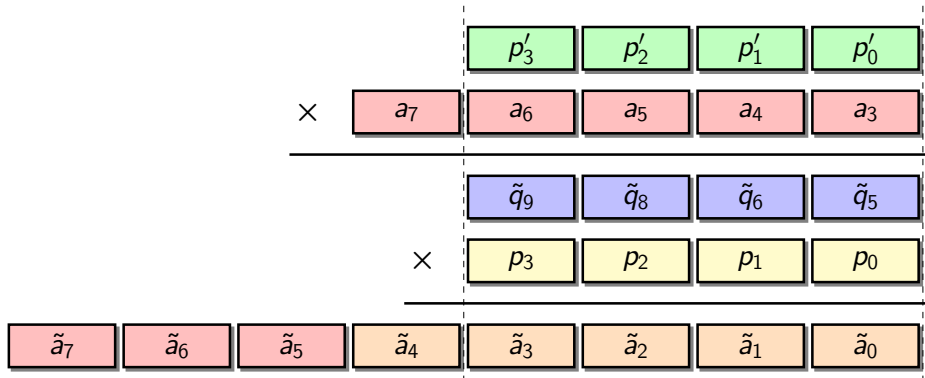 p′₃ p′₂ p′₁ p′₀
× a₇ a₆ a₅ a₄ a₃
q̃₉ q̃₈ q̃₆ q̃₅
× p₃ p₂ p₁ p₀
ã₇ ã₆ ã₅ ã₄ ã₃ ã₂ ã₁ ã₀